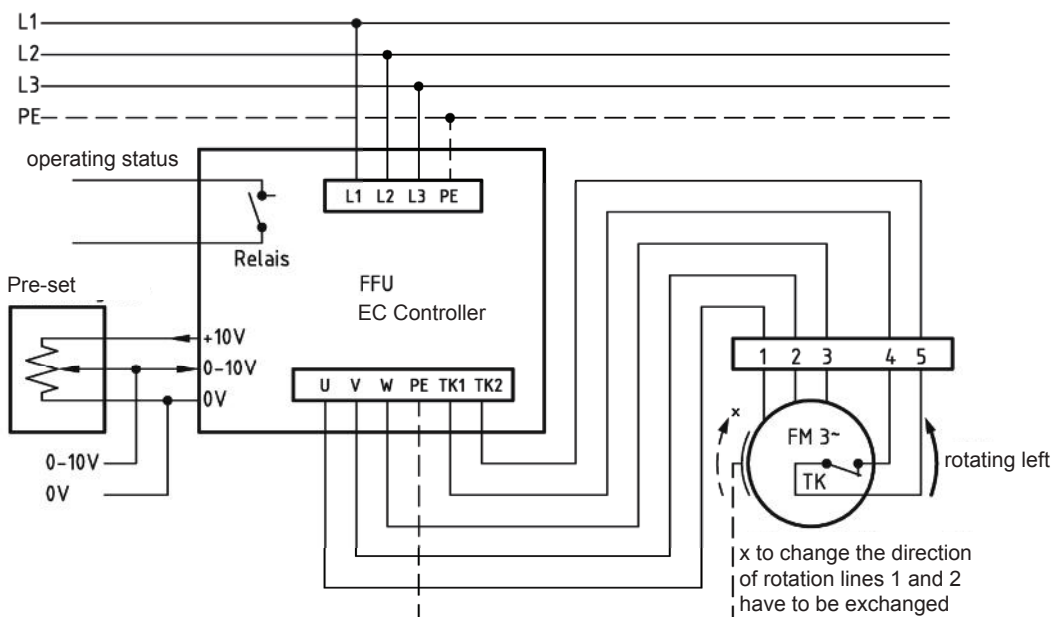 L1
L2
L3
PE
operating status
L1 L2 L3 PE
Relais
Pre-set
FFU
EC Controller
+10V
0-10V
0V
U V W PE TK1 TK2
1 2 3 4 5
x
FM 3~
TK
rotating left
0-10V
0V
x to change the direction
of rotation lines 1 and 2
have to be exchanged